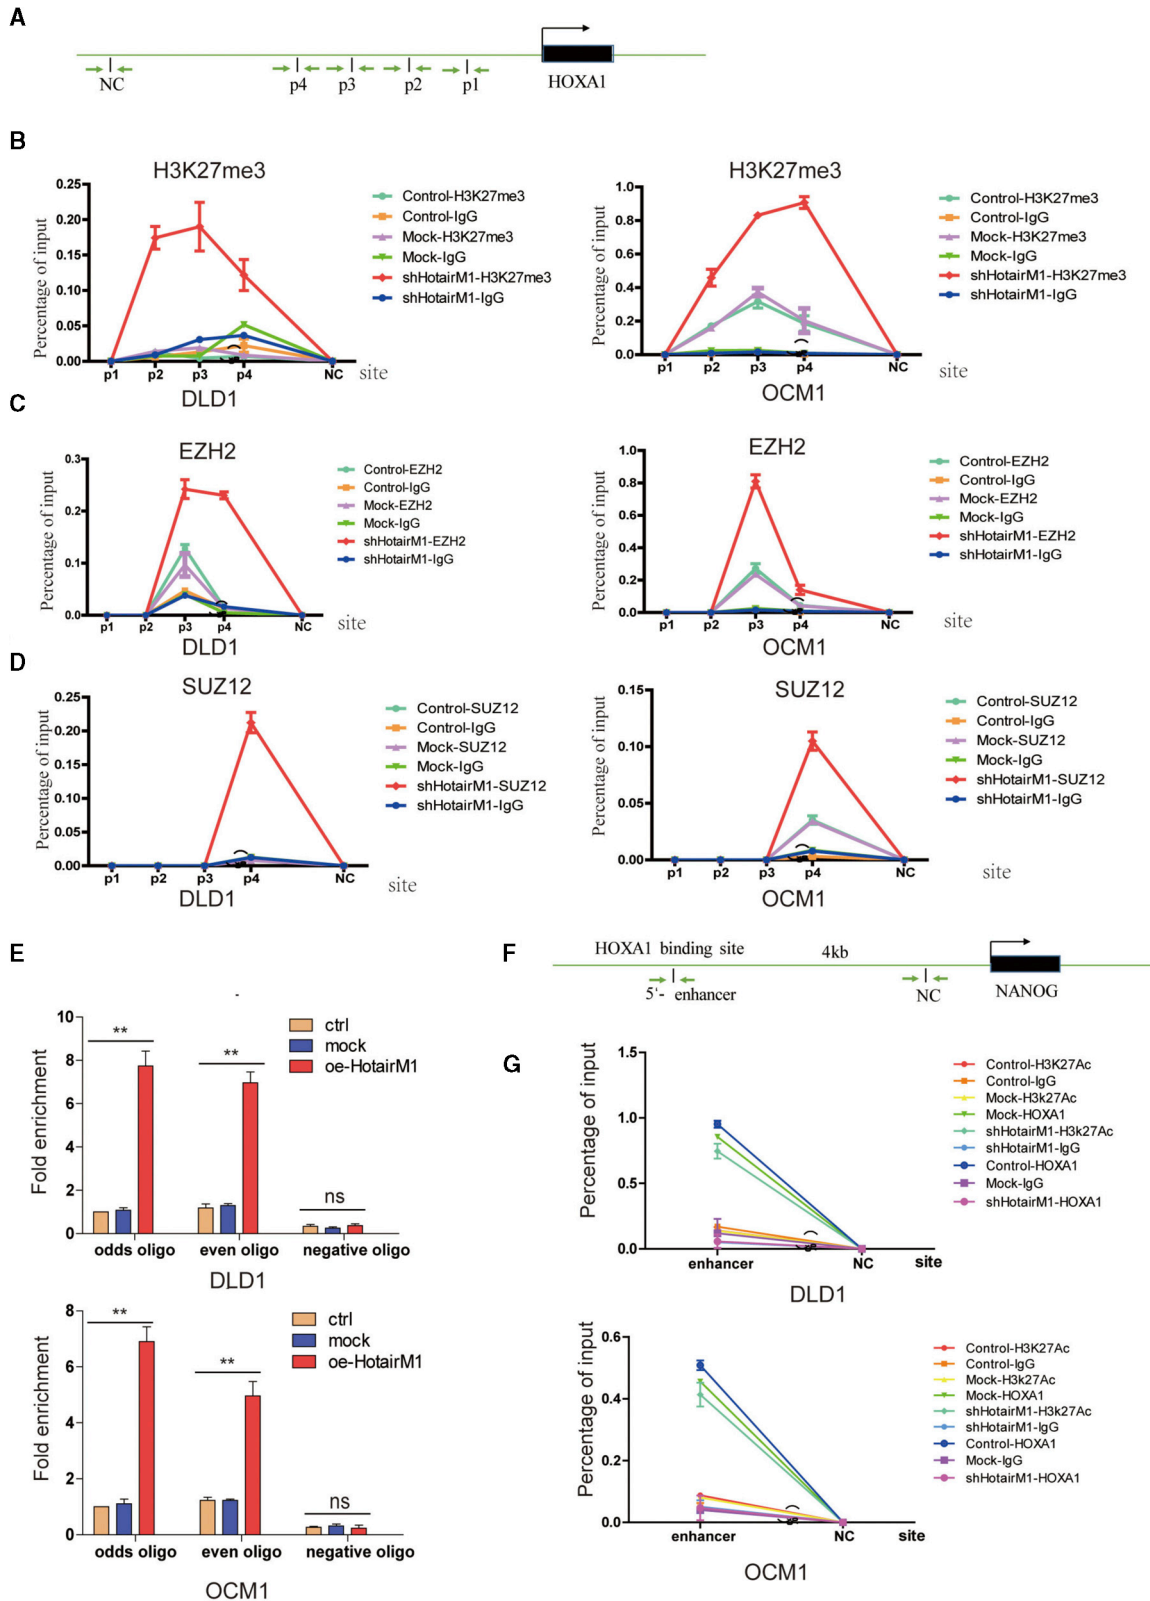 A
NC
p4
p3
p2
p1
HOXA1
B
H3K27me3
Percentage of input
0.25
0.20
0.15
0.10
0.05
0.00
p1
p2
p3
p4
NC
site
DLD1
Control-H3K27me3
Control-IgG
Mock-H3K27me3
Mock-IgG
shHotairM1-H3K27me3
shHotairM1-IgG
H3K27me3
Percentage of input
1.0
0.8
0.6
0.4
0.2
0.0
p1
p2
p3
p4
NC
site
OCM1
Control-H3K27me3
Control-IgG
Mock-H3K27me3
Mock-IgG
shHotairM1-H3K27me3
shHotairM1-IgG
C
EZH2
Percentage of input
0.3
0.2
0.1
0.0
p1
p2
p3
p4
NC
site
DLD1
Control-EZH2
Control-IgG
Mock-EZH2
Mock-IgG
shHotairM1-EZH2
shHotairM1-IgG
EZH2
Percentage of input
1.0
0.8
0.6
0.4
0.2
0.0
p1
p2
p3
p4
NC
site
OCM1
Control-EZH2
Control-IgG
Mock-EZH2
Mock-IgG
shHotairM1-EZH2
shHotairM1-IgG
D
SUZ12
Percentage of input
0.25
0.20
0.15
0.10
0.05
0.00
p1
p2
p3
p4
NC
site
DLD1
Control-SUZ12
Control-IgG
Mock-SUZ12
Mock-IgG
shHotairM1-SUZ12
shHotairM1-IgG
SUZ12
Percentage of input
0.15
0.10
0.05
0.00
p1
p2
p3
p4
NC
site
OCM1
Control-SUZ12
Control-IgG
Mock-SUZ12
Mock-IgG
shHotairM1-SUZ12
shHotairM1-IgG
E
Fold enrichment
10
8
6
4
2
0
**
**
ns
ctrl
mock
oe-HotairM1
odds oligo
even oligo
negative oligo
DLD1
Fold enrichment
8
6
4
2
0
**
**
ns
ctrl
mock
oe-HotairM1
odds oligo
even oligo
negative oligo
OCM1
F
HOXA1 binding site
4kb
5'- enhancer
NC
NANOG
G
Percentage of input
1.5
1.0
0.5
0.0
enhancer
NC
site
DLD1
Control-H3K27Ac
Control-IgG
Mock-H3k27Ac
Mock-HOXA1
shHotairM1-H3k27Ac
shHotairM1-IgG
Control-HOXA1
Mock-IgG
shHotairM1-HOXA1
Percentage of input
0.6
0.4
0.2
0.0
enhancer
NC
site
OCM1
Control-H3K27Ac
Control-IgG
Mock-H3k27Ac
Mock-HOXA1
shHotairM1-H3k27Ac
shHotairM1-IgG
Control-HOXA1
Mock-IgG
shHotairM1-HOXA1